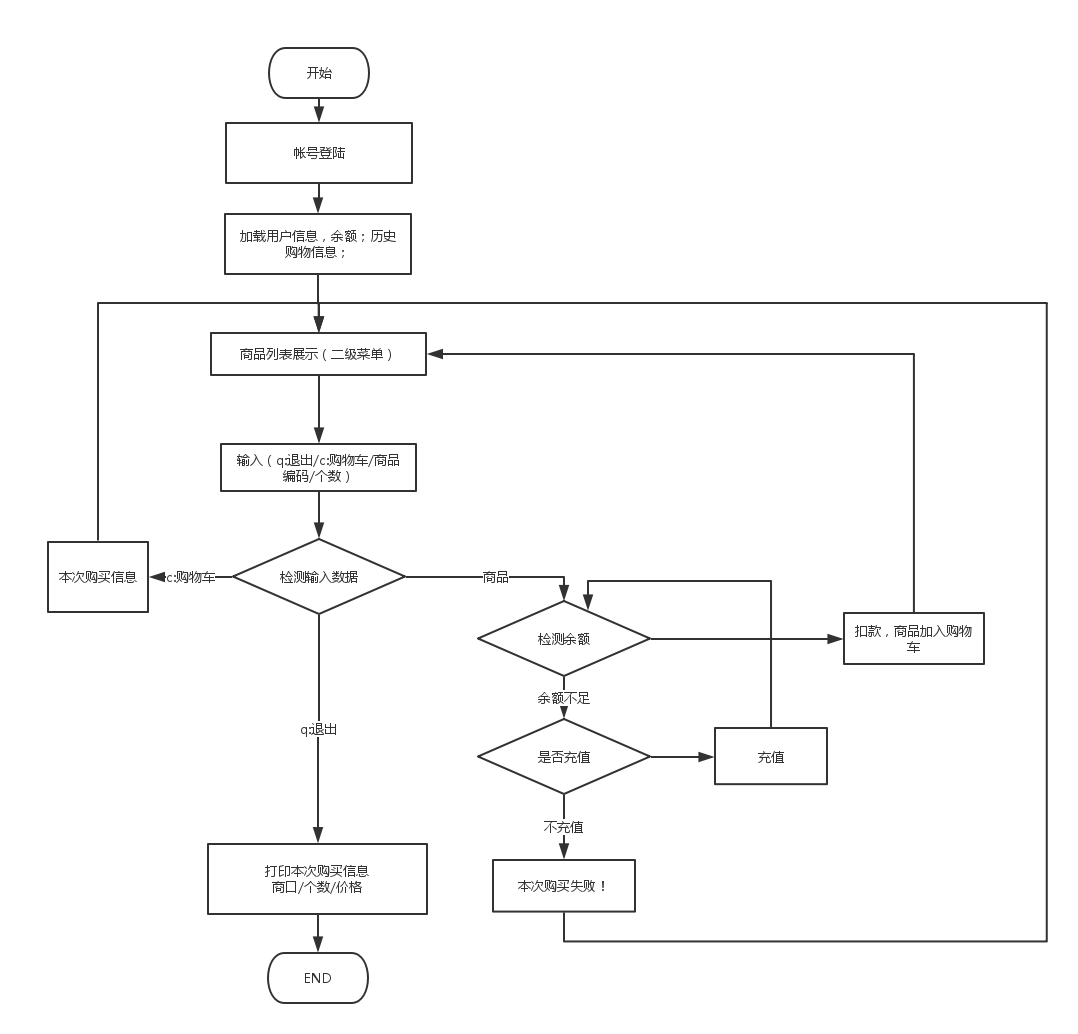 开始
帐号登陆
加载用户信息，余额；历史
购物信息；
商品列表展示（二级菜单）
输入（q:退出/c:购物车/商品
编码/个数）
本次购买信息
c:购物车
检测输入数据
商品
检测余额
扣款，商品加入购物
车
余额不足
q:退出
是否充值
充值
不充值
打印本次购买信息
商口/个数/价格
本次购买失败！
END